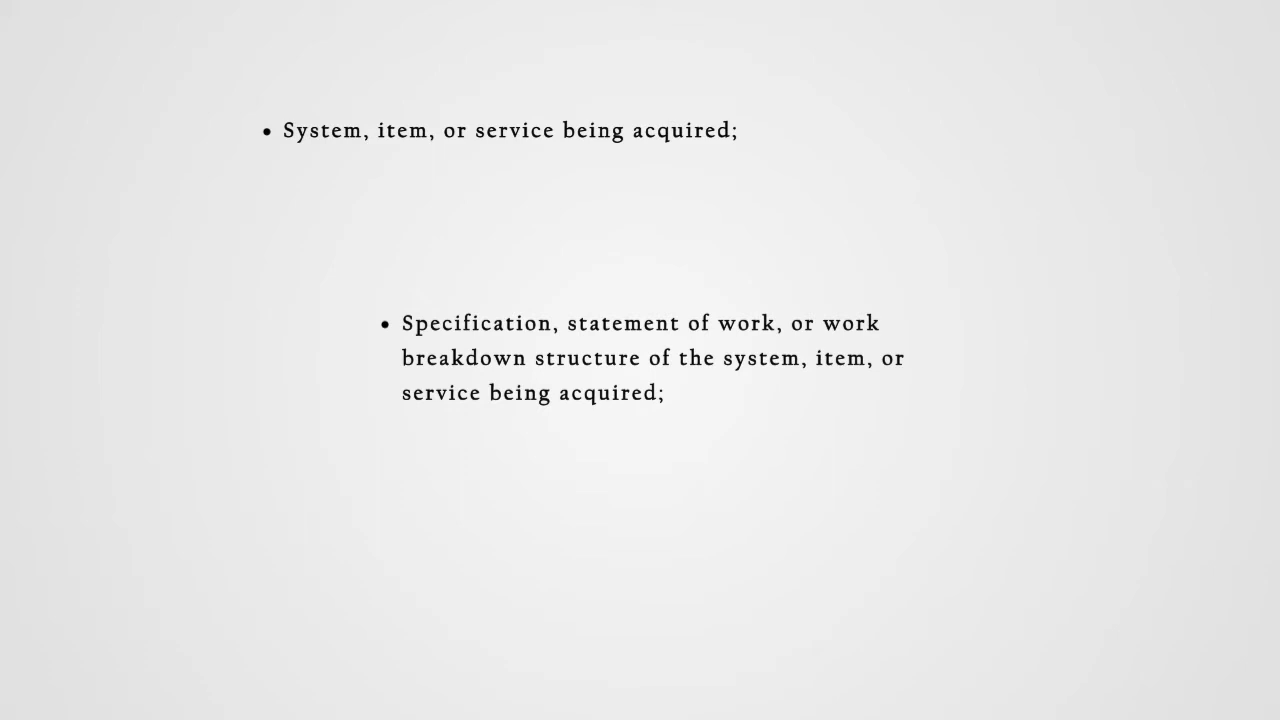 • System, item, or service being acquired;
• Specification, statement of work, or work
breakdown structure of the system, item, or
service being acquired;